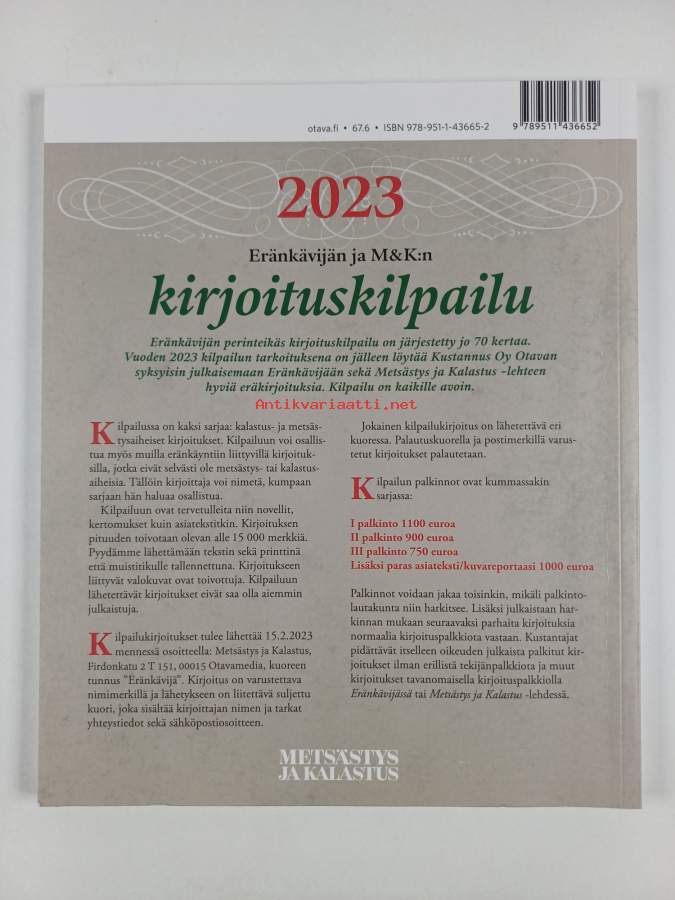 otava.fi • 67.6 • ISBN 978-951-1-43665-2
9 789511 436652
2023
Eränkävijän ja M&K:n
kirjoituskilpailu
Eränkävijän perinteikäs kirjoituskilpailu on järjestetty jo 70 kertaa.
Vuoden 2023 kilpailun tarkoituksena on jälleen löytää Kustannus Oy Otavan
syksyisin julkaisemaan Eränkävijään sekä Metsästys ja Kalastus -lehteen
hyviä eräkirjoituksia. Kilpailu on kaikille avoin.
Antikvariaatti.net
Kilpailussa on kaksi sarjaa: kalastus- ja metsäs-
tysaiheiset kirjoitukset. Kilpailuun voi osallis-
tua myös muilla eränkäyntiin liittyvillä kirjoituk-
silla, jotka eivät selvästi ole metsästys- tai kalastus-
aiheisia. Tällöin kirjoittaja voi nimetä, kumpaan
sarjaan hän haluaa osallistua.
Kilpailuun ovat tervetulleita niin novellit,
kertomukset kuin asiatekstitkin. Kirjoituksen
pituuden toivotaan olevan alle 15 000 merkkiä.
Pyydämme lähettämään tekstin sekä printtinä
että muistitikulle tallennettuna. Kirjoitukseen
liittyvät valokuvat ovat toivottuja. Kilpailuun
lähetettävät kirjoitukset eivät saa olla aiemmin
julkaistuja.
Kilpailukirjoitukset tulee lähettää 15.2.2023
mennessä osoitteella: Metsästys ja Kalastus,
Firdonkatu 2 T 151, 00015 Otavamedia, kuoreen
tunnus "Eränkävijä". Kirjoitus on varustettava
nimimerkillä ja lähetykseen on liitettävä suljettu
kuori, joka sisältää kirjoittajan nimen ja tarkat
yhteystiedot sekä sähköpostiosoitteen.
Jokainen kilpailukirjoitus on lähetettävä eri
kuoressa. Palautuskuorella ja postimerkillä varus-
tetut kirjoitukset palautetaan.
Kilpailun palkinnot ovat kummassakin
sarjassa:
I palkinto 1100 euroa
II palkinto 900 euroa
III palkinto 750 euroa
Lisäksi paras asiateksti/kuvareportaasi 1000 euroa
Palkinnot voidaan jakaa toisinkin, mikäli palkinto-
lautakunta niin harkitsee. Lisäksi julkaistaan har-
kinnan mukaan seuraavaksi parhaita kirjoituksia
normaalia kirjoituspalkkiota vastaan. Kustantajat
pidättävät itselleen oikeuden julkaista palkitut kir-
joitukset ilman erillistä tekijänpalkkiota ja muut
kirjoitukset tavanomaisella kirjoituspalkkiolla
Eränkävijässä tai Metsästys ja Kalastus -lehdessä.
METSÄSTYS
JA KALASTUS